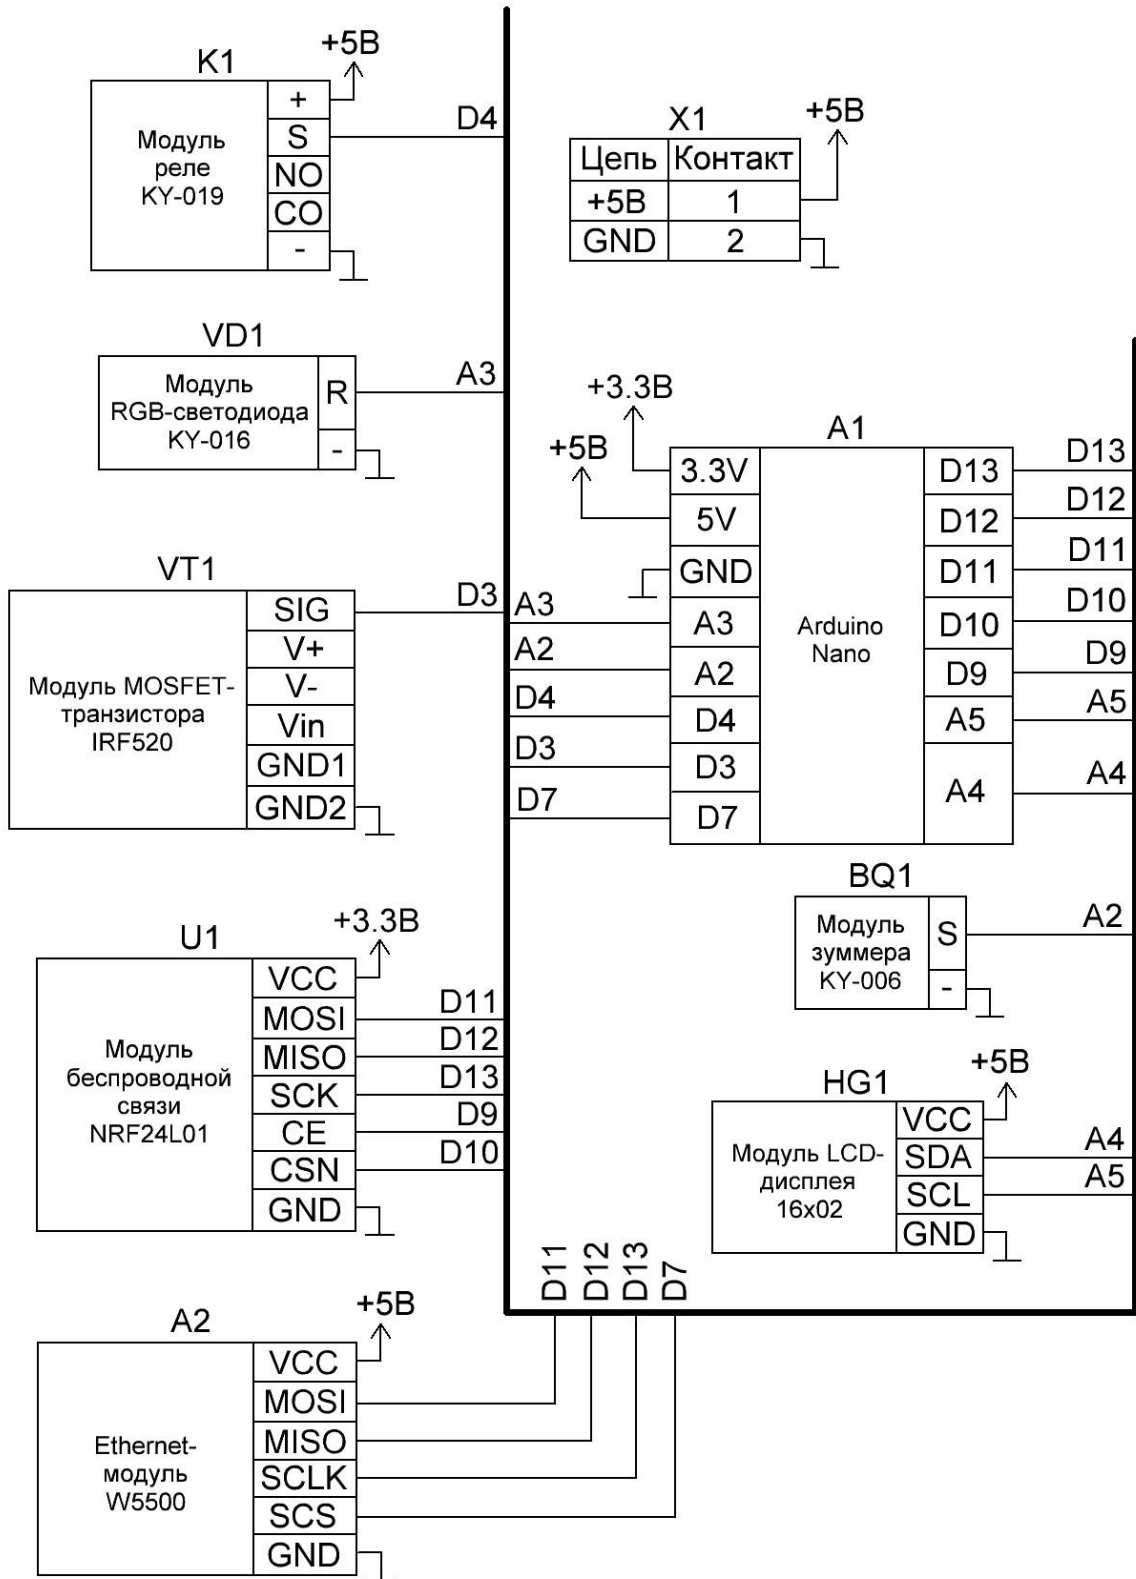 K1
+5В
Модуль
реле
KY-019
+
S
NO
CO
-
D4
X1
+5В
Цепь Контакт
+5В 1
GND 2
VD1
Модуль
RGB-светодиода
KY-016
R
-
A3
VT1
Модуль MOSFET-
транзистора
IRF520
SIG
V+
V-
Vin
GND1
GND2
D3
A1
+3.3В
+5В
3.3V
5V
GND
A3
A2
D4
D3
D7
A3
A2
D4
D3
D7
Arduino
Nano
D13
D12
D11
D10
D9
A5
A4
D13
D12
D11
D10
D9
A5
A4
BQ1
Модуль
зуммера
KY-006
S
-
A2
U1
+3.3В
Модуль
беспроводной
связи
NRF24L01
VCC
MOSI
MISO
SCK
CE
CSN
GND
D11
D12
D13
D9
D10
HG1
+5В
Модуль LCD-
дисплея
16x02
VCC
SDA
SCL
GND
A4
A5
D11
D12
D13
D7
A2
+5В
Ethernet-
модуль
W5500
VCC
MOSI
MISO
SCLK
SCS
GND